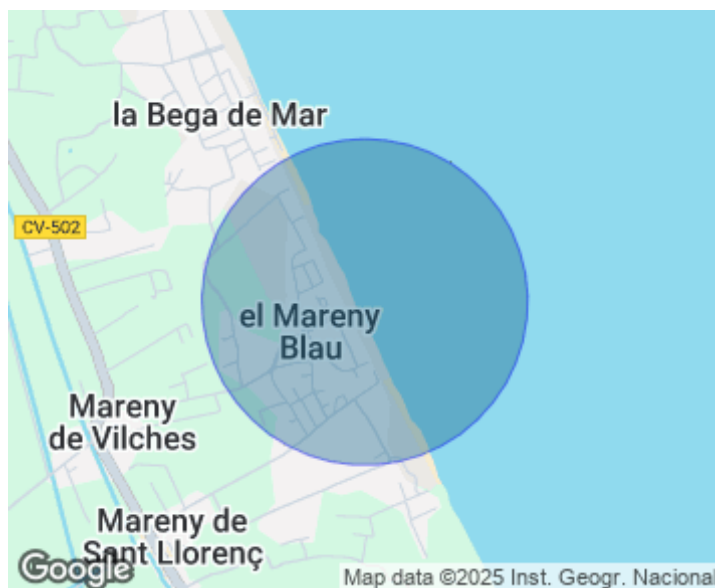 la Bega de Mar
CV-502
el Mareny
Blau
Mareny
de Vilches
Mareny de
Sant Llorenç
Google
Map data ©2025 Inst. Geogr. Nacional